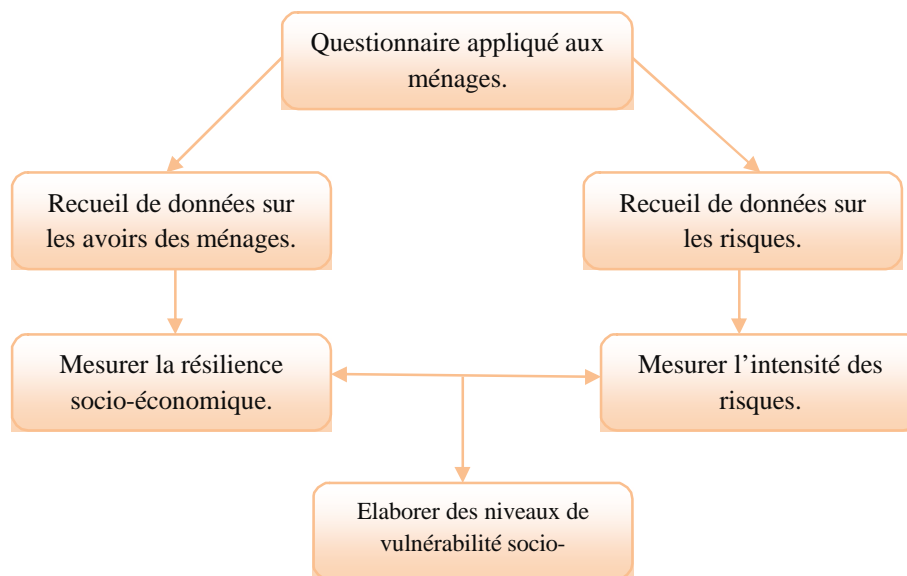 Questionnaire appliqué aux
ménages.
Recueil de données sur
les avoirs des ménages.
Recueil de données sur
les risques.
Mesurer la résilience
socio-économique.
Mesurer l’intensité des
risques.
Elaborer des niveaux de
vulnérabilité socio-